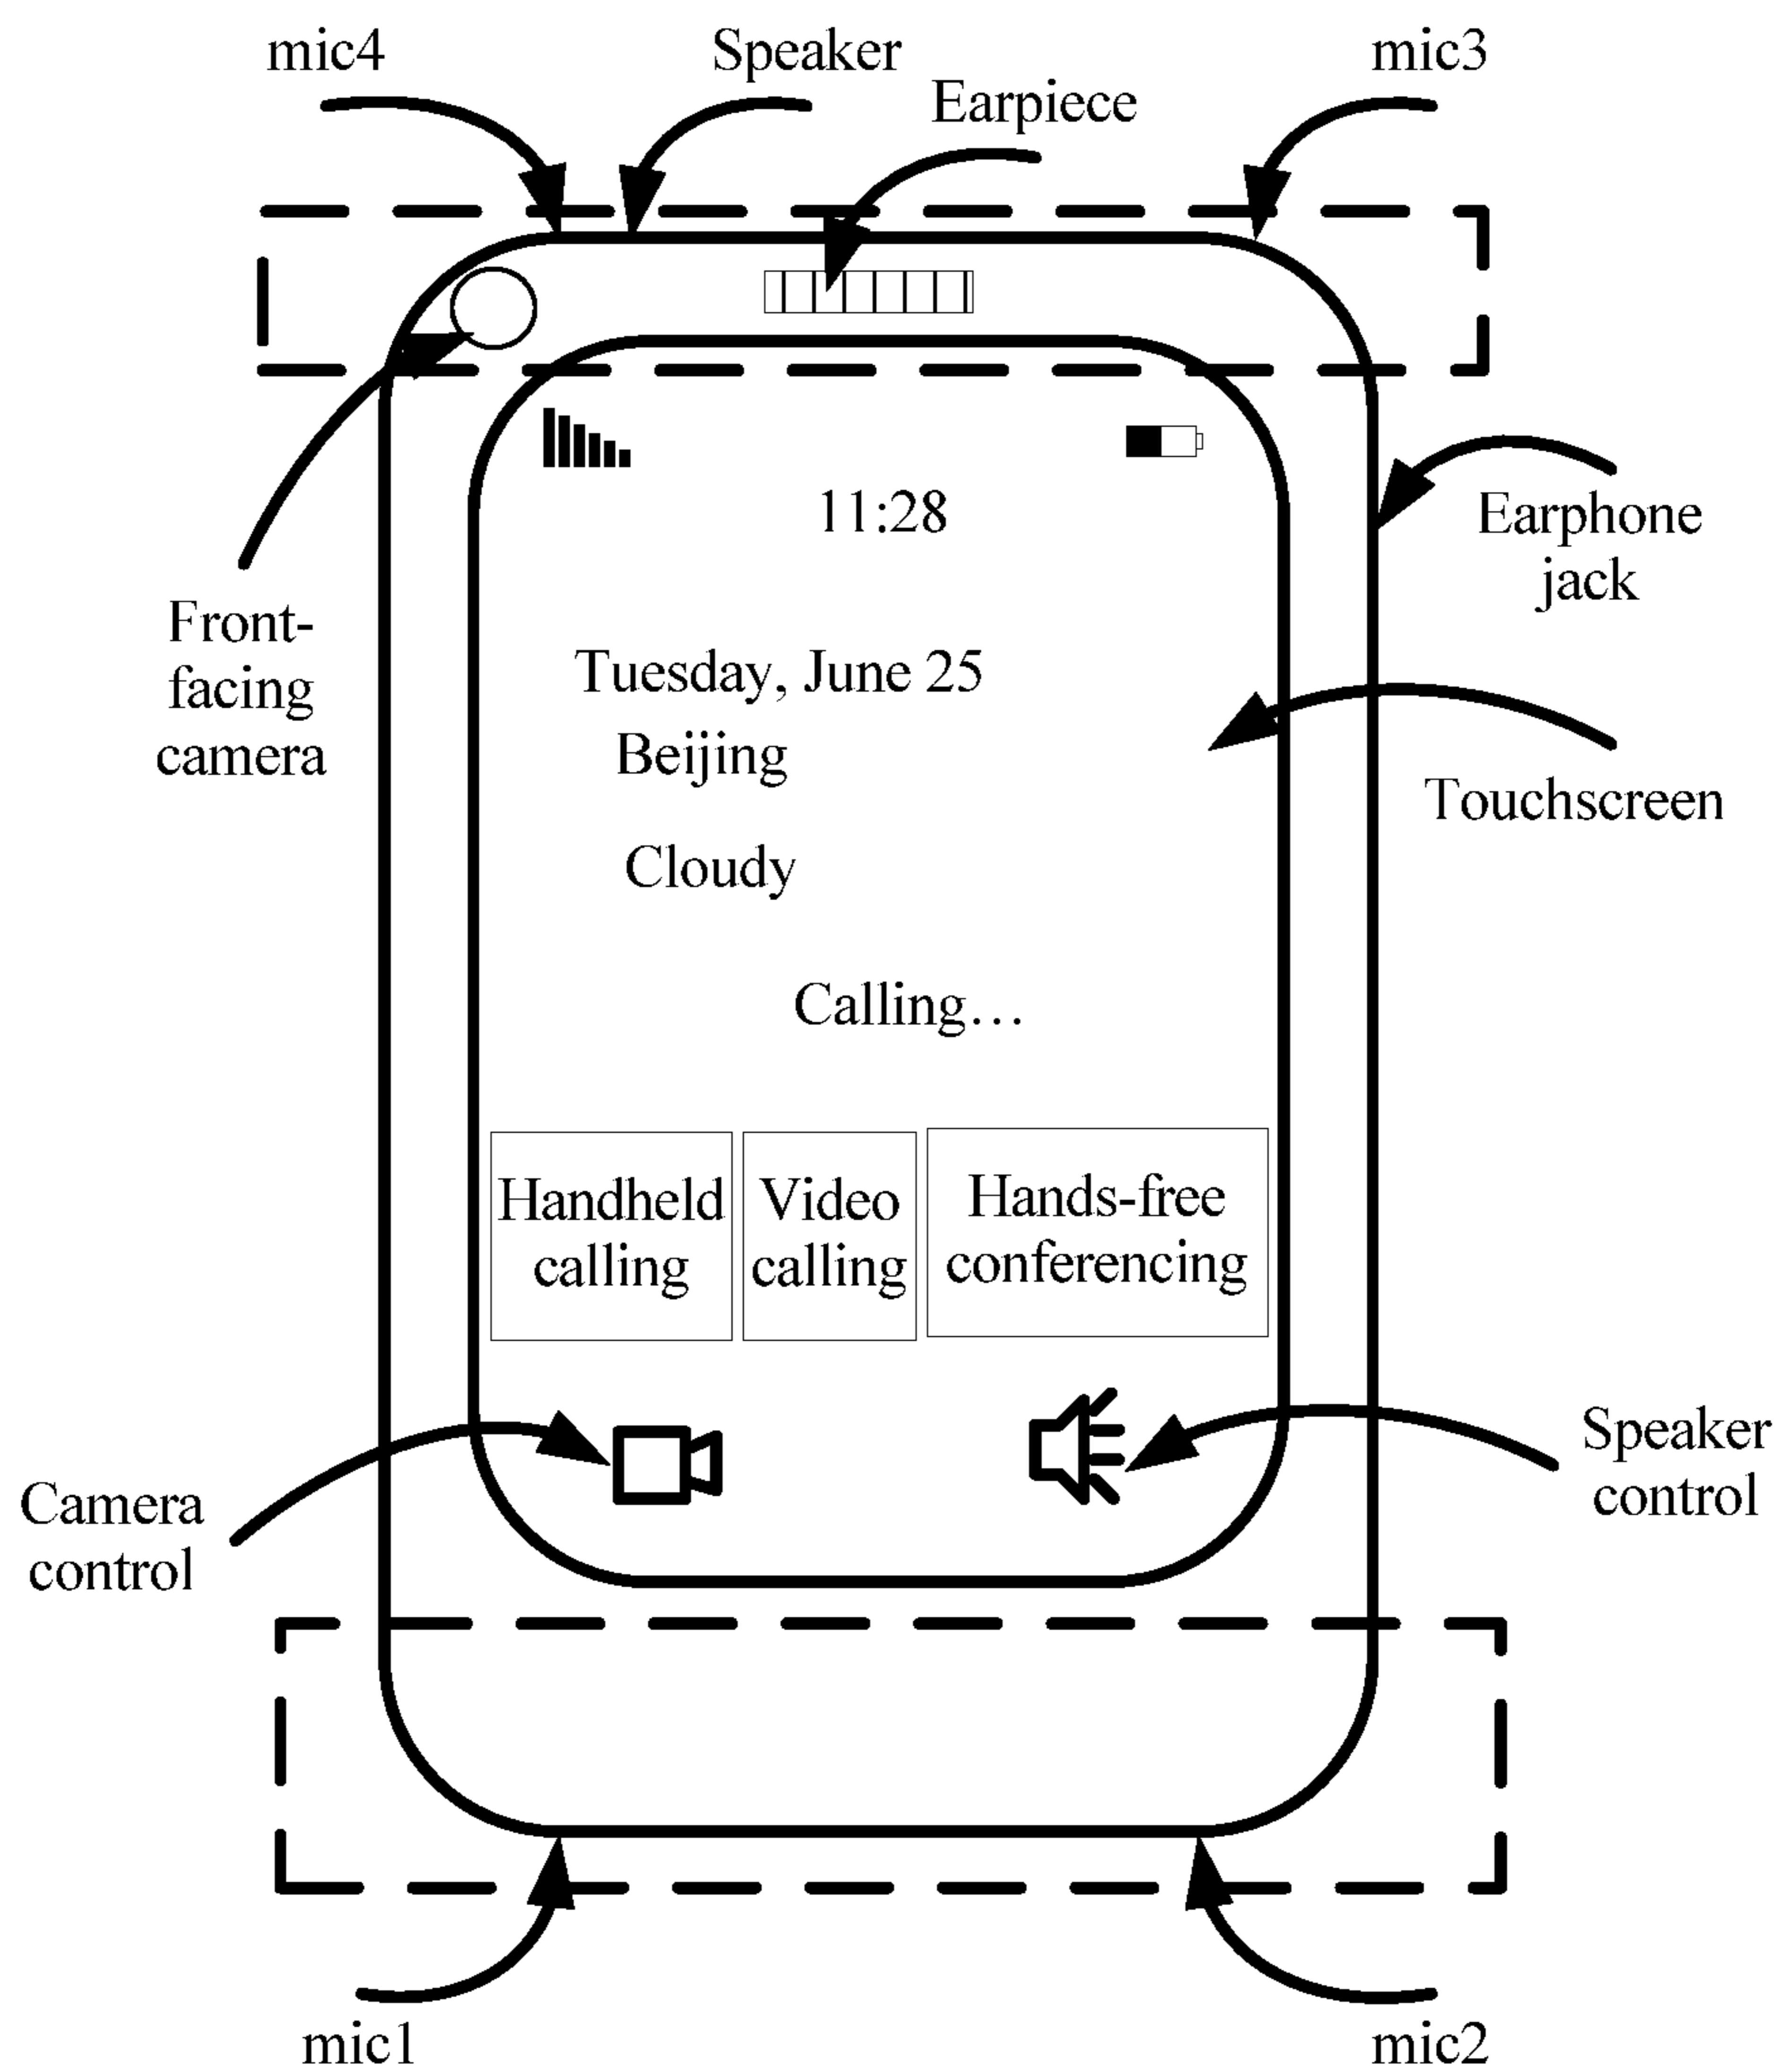 mic4
Speaker
mic3
Earpiece
11:28
Earphone
jack
Front-
facing
camera
Tuesday, June 25
Beijing
Touchscreen
Cloudy
Calling…
Handheld
calling
Video
calling
Hands-free
conferencing
Speaker
control
Camera
control
mic1
mic2